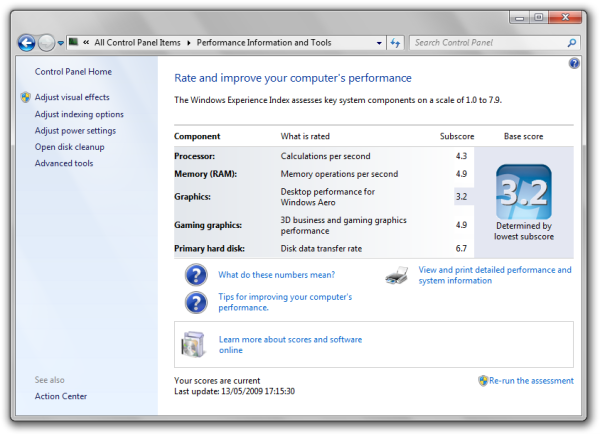 All Control Panel Items ▸ Performance Information and Tools
Search Control Panel
Control Panel Home
Adjust visual effects
Adjust indexing options
Adjust power settings
Open disk cleanup
Advanced tools
See also
Action Center
Rate and improve your computer's performance
The Windows Experience Index assesses key system components on a scale of 1.0 to 7.9.
Component What is rated Subscore Base score
Processor: Calculations per second 4.3
Memory (RAM): Memory operations per second 4.9
Graphics: Desktop performance for
Windows Aero 3.2
Gaming graphics: 3D business and gaming graphics
performance 4.9
Primary hard disk: Disk data transfer rate 6.7
3.2
Determined by
lowest subscore
What do these numbers mean?
View and print detailed performance and
system information
Tips for improving your computer's
performance.
Learn more about scores and software
online
Your scores are current
Last update: 13/05/2009 17:15:30
Re-run the assessment